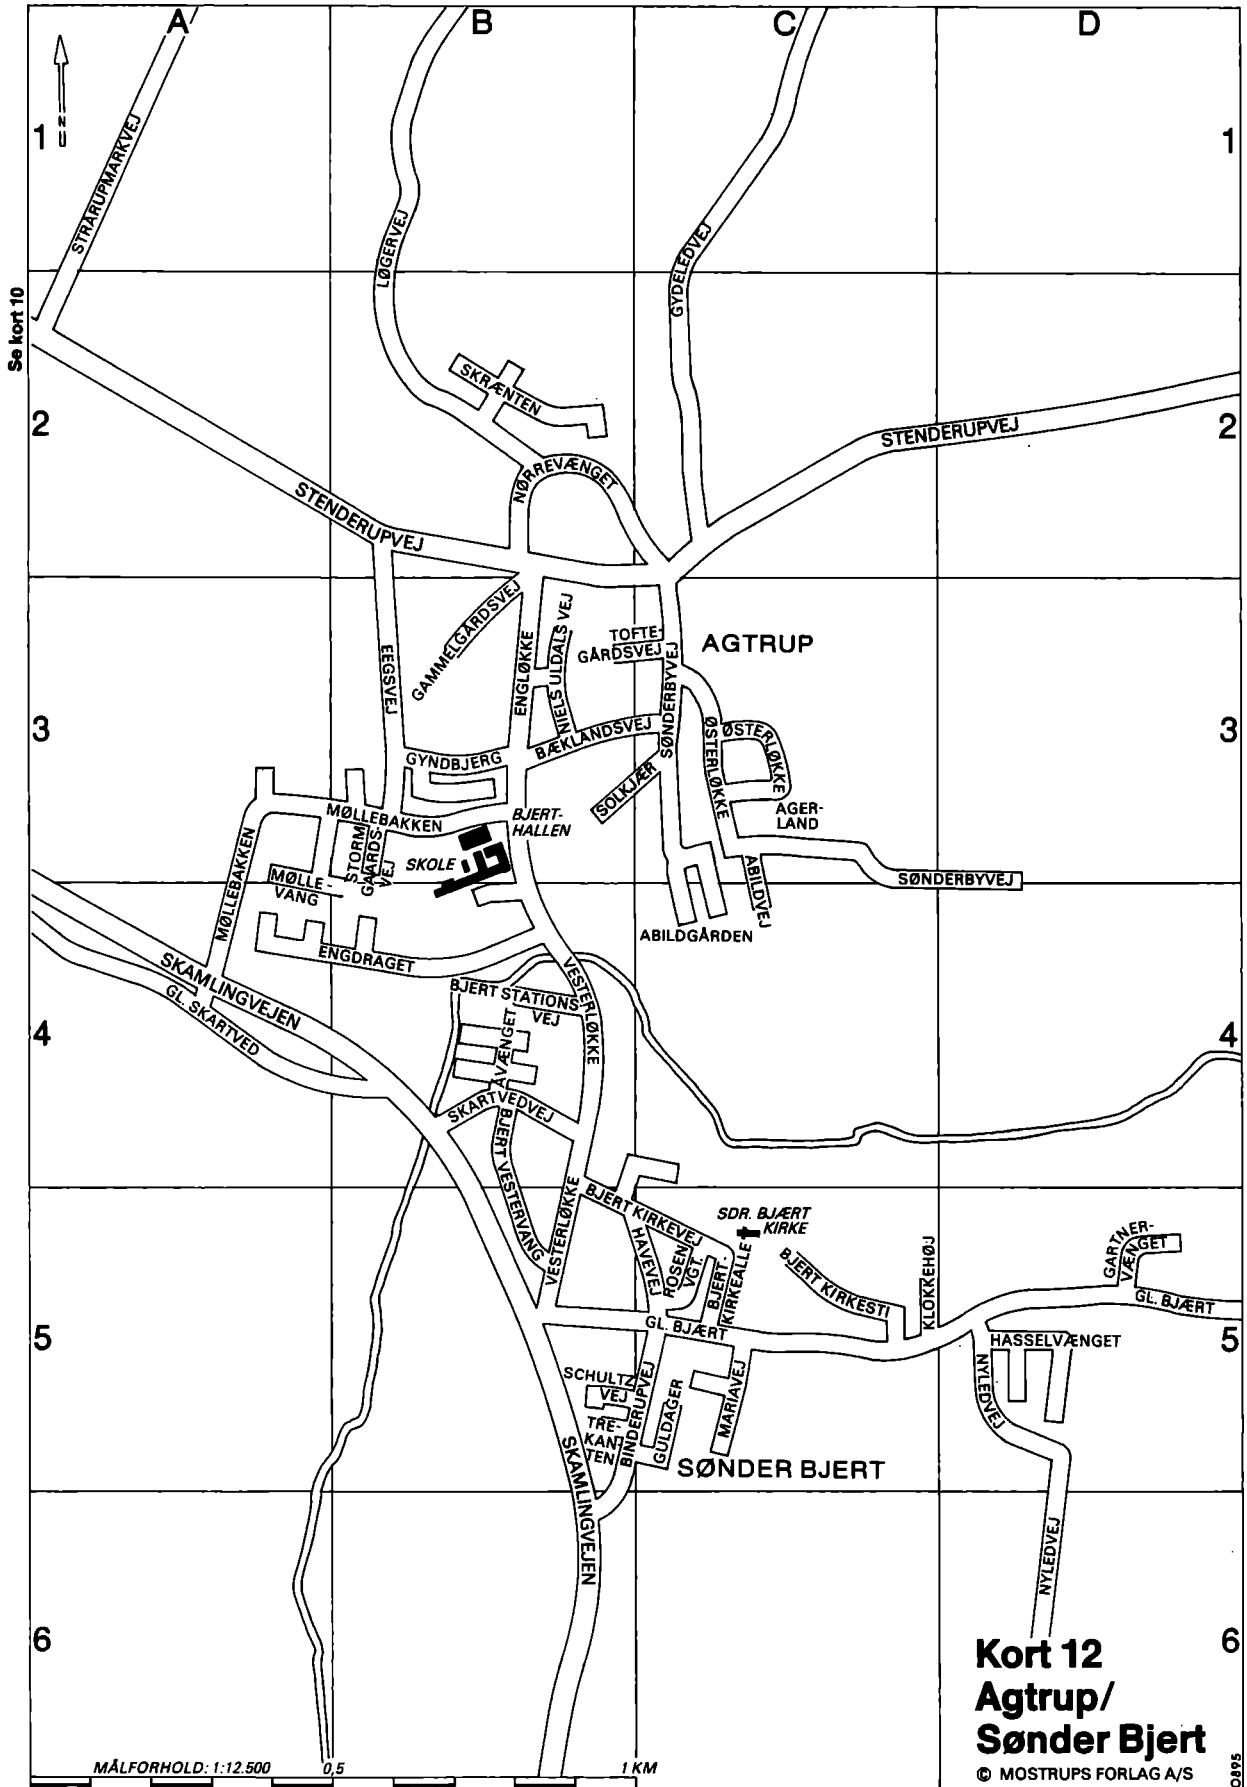 A
B
C
D
N
1
1
STRARUPMARKVEJ
LØGERVEJ
GYDELEDVEJ
Se kort 10
SKRÆNTEN
2
2
STENDERUPVEJ
NØRREVÆNGET
STENDERUPVEJ
GAMMELGÅRDSVEJ
NIELS ULDALS VEJ
TOFTE-
GÅRDSVEJ
AGTRUP
EEGSVEJ
ENGLØKKE
SØNDERBYVEJ
3
3
GYNDBJERG
BÆKLANDSVEJ
ØSTERLØKKE
ØSTERLØKKE
ØSTERLØKKE
SOLKJÆR
AGER-
LAND
MØLLEBAKKEN
BJERT-
HALLEN
MØLLEBAKKEN
STORM
GAARDS
VEJ
SKOLE
MØLLE-
VANG
ABILDVEJ
SØNDERBYVEJ
ABILDGÅRDEN
ENGDRAGET
SKAMLINGVEJEN
GL. SKARTVED
BJERT STATIONS
VEJ
VESTERLØKKE
4
4
ÅVÆNGET
SKARTVEDVEJ
BJERT VESTERVANG
VESTERLØKKE
BJERT KIRKEVEJ
SDR. BJÆRT
KIRKE
HAVEVEJ
ROSEN
VGT.
BJERT-
KIRKEALLE
BJERT KIRKESTI
KLOKKEHØJ
GARTNER-
VÆNGET
GL. BJÆRT
GL. BJÆRT
5
5
HASSELVÆNGET
NYLEDVEJ
SCHULTZ
VEJ
BINDERUPVEJ
GULDAGER
MARIAVEJ
TRE-
KAN-
TEN
SØNDER BJERT
SKAMLINGVEJEN
NYLEDVEJ
6
6
Kort 12
Agtrup/
Sønder Bjert
© MOSTRUPS FORLAG A/S
MÅLFORHOLD: 1:12.500
0,5
1 KM
0895